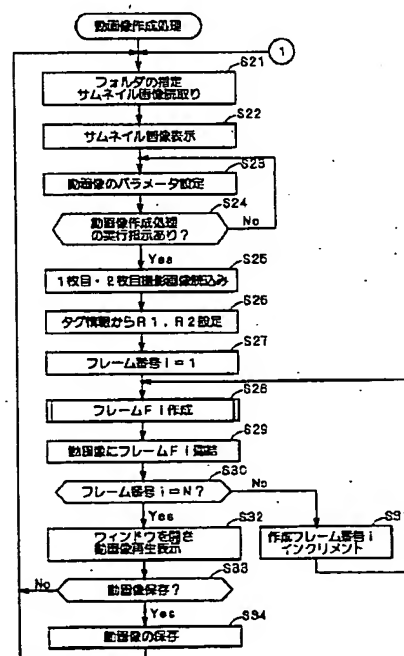 動画像作成処理
1
S21
フォルダの指定
サムネイル画像読取り
S22
サムネイル画像表示
S23
動画像のパラメータ設定
S24
動画像作成処理
の実行指示あり？
No
Yes
S25
1枚目・2枚目撮影画像読込み
S26
タグ情報からR1，R2設定
S27
フレーム番号i＝1
S28
フレームFi作成
S29
動画像にフレームFi連結
S30
フレーム番号i＝N？
No
Yes
S31
作成フレーム番号i
インクリメント
S32
ウィンドウを開き
動画像再生表示
S33
動画像保存？
No
Yes
S34
動画像の保存